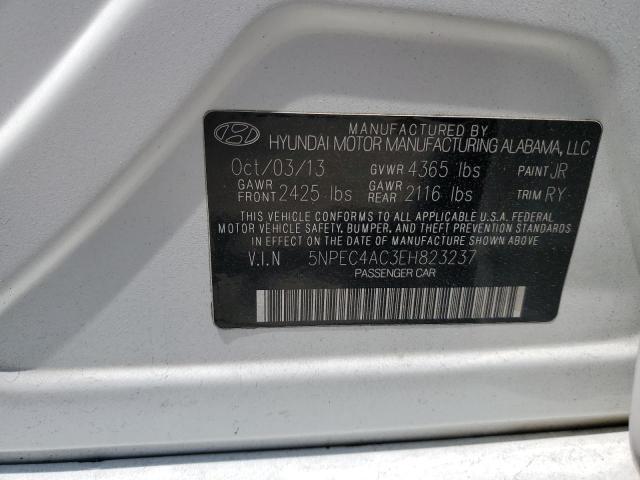 MANUFACTURED BY
HYUNDAI MOTOR MANUFACTURING ALABAMA, LLC
Oct/03/13 GVWR 4365 lbs PAINT JR
GAWR FRONT 2425 lbs GAWR REAR 2116 lbs TRIM RY
THIS VEHICLE CONFORMS TO ALL APPLICABLE U.S.A. FEDERAL
MOTOR VEHICLE SAFETY, BUMPER, AND THEFT PREVENTION STANDARDS
IN EFFECT ON THE DATE OF MANUFACTURE SHOWN ABOVE.
V.I.N 5NPEC4AC3EH823237
PASSENGER CAR